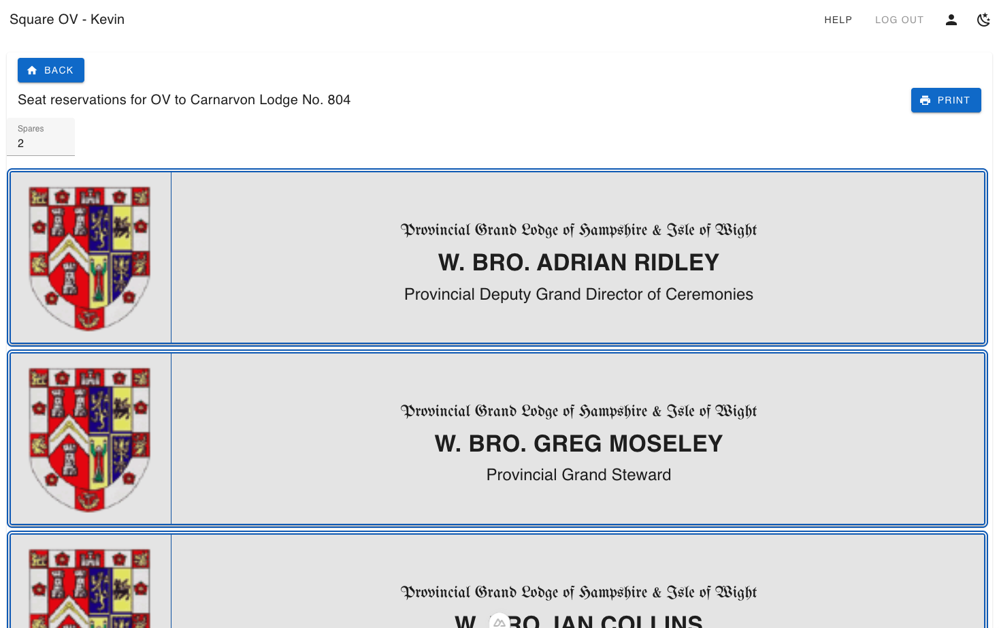 Square OV - Kevin
HELP
LOG OUT
BACK
Seat reservations for OV to Carnarvon Lodge No. 804
PRINT
Spares
2
Provincial Grand Lodge of Hampshire & Isle of Wight
W. BRO. ADRIAN RIDLEY
Provincial Deputy Grand Director of Ceremonies
Provincial Grand Lodge of Hampshire & Isle of Wight
W. BRO. GREG MOSELEY
Provincial Grand Steward
Provincial Grand Lodge of Hampshire & Isle of Wight
W. BRO. IAN COLLINS